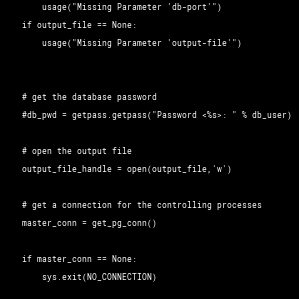 usage("Missing Parameter 'db-port'")
if output_file == None:
usage("Missing Parameter 'output-file'")
# get the database password
#db_pwd = getpass.getpass("Password <%s>: " % db_user)
# open the output file
output_file_handle = open(output_file,'w')
# get a connection for the controlling processes
master_conn = get_pg_conn()
if master_conn == None:
sys.exit(NO_CONNECTION)